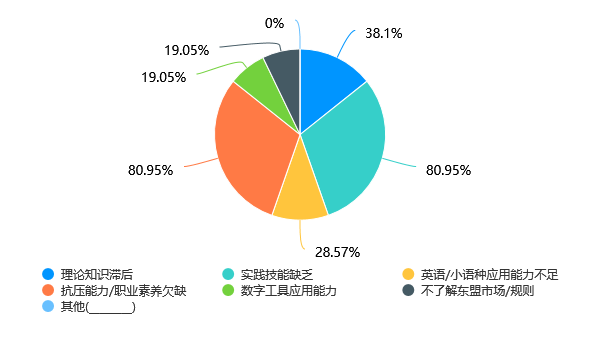 0%
38.1%
19.05%
19.05%
80.95%
80.95%
28.57%
理论知识滞后 实践技能缺乏 英语/小语种应用能力不足
抗压能力/职业素养欠缺 数字工具应用能力 不了解东盟市场/规则
其他(_______)